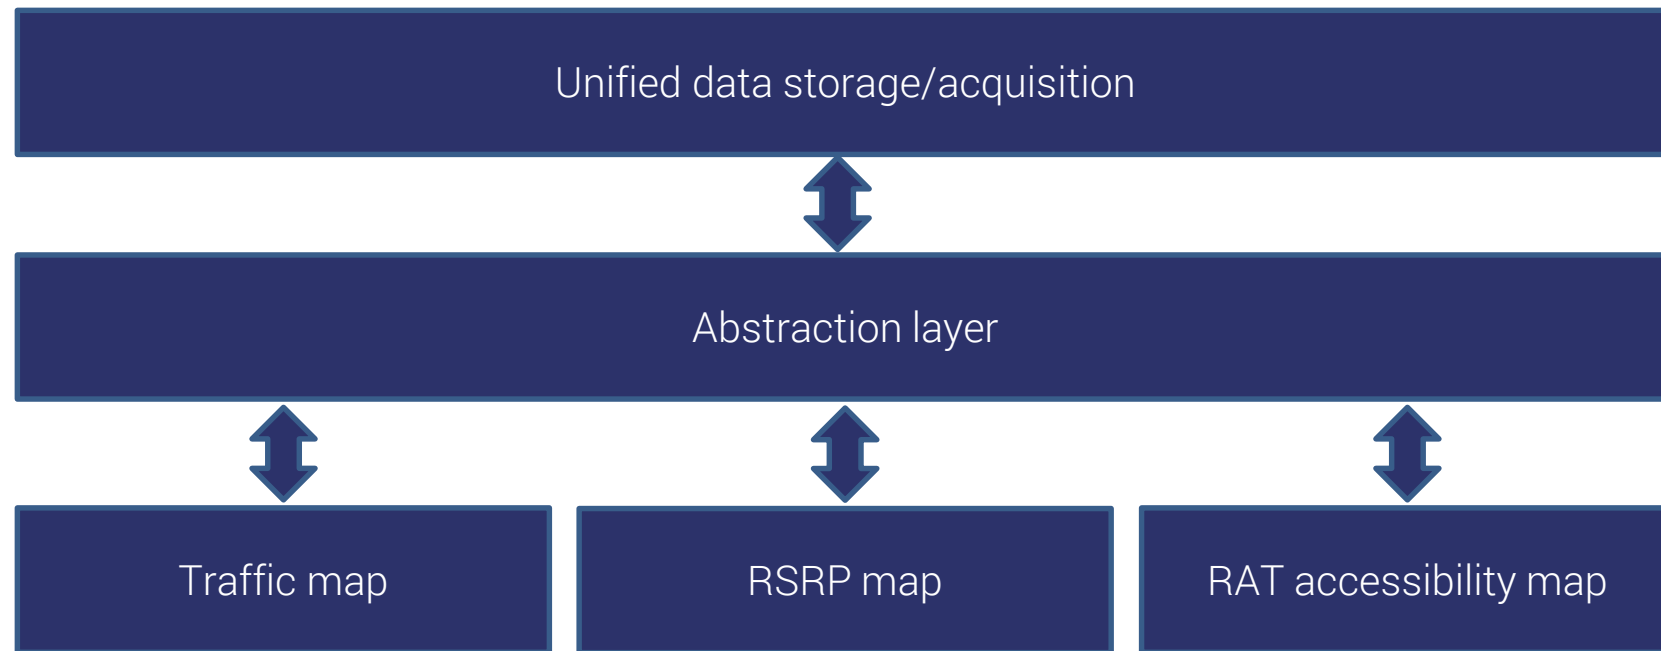 Unified data storage/acquisition
Abstraction layer
Traffic map
RSRP map
RAT accessibility map